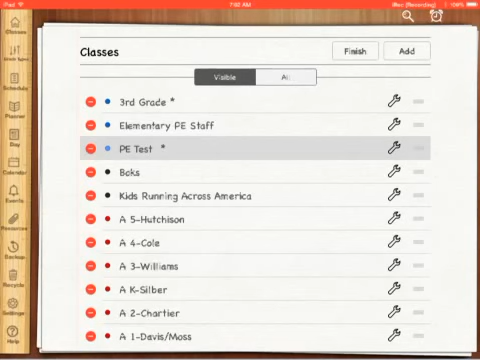 iPad
7:50 AM
100%
Classes
Finish
Add
Visible
All
Classes
3rd Grade *
Elementary PE Staff
PE Test *
Boks
Kids Running Across America
A 5-Hutchison
A 4-Cole
A 3-Williams
A K-Silber
A 2-Chartier
A 1-Davis/Moss
Schedule
Planner
Day
Calendar
Events
Resources
Backup
Recycle
Settings
Help